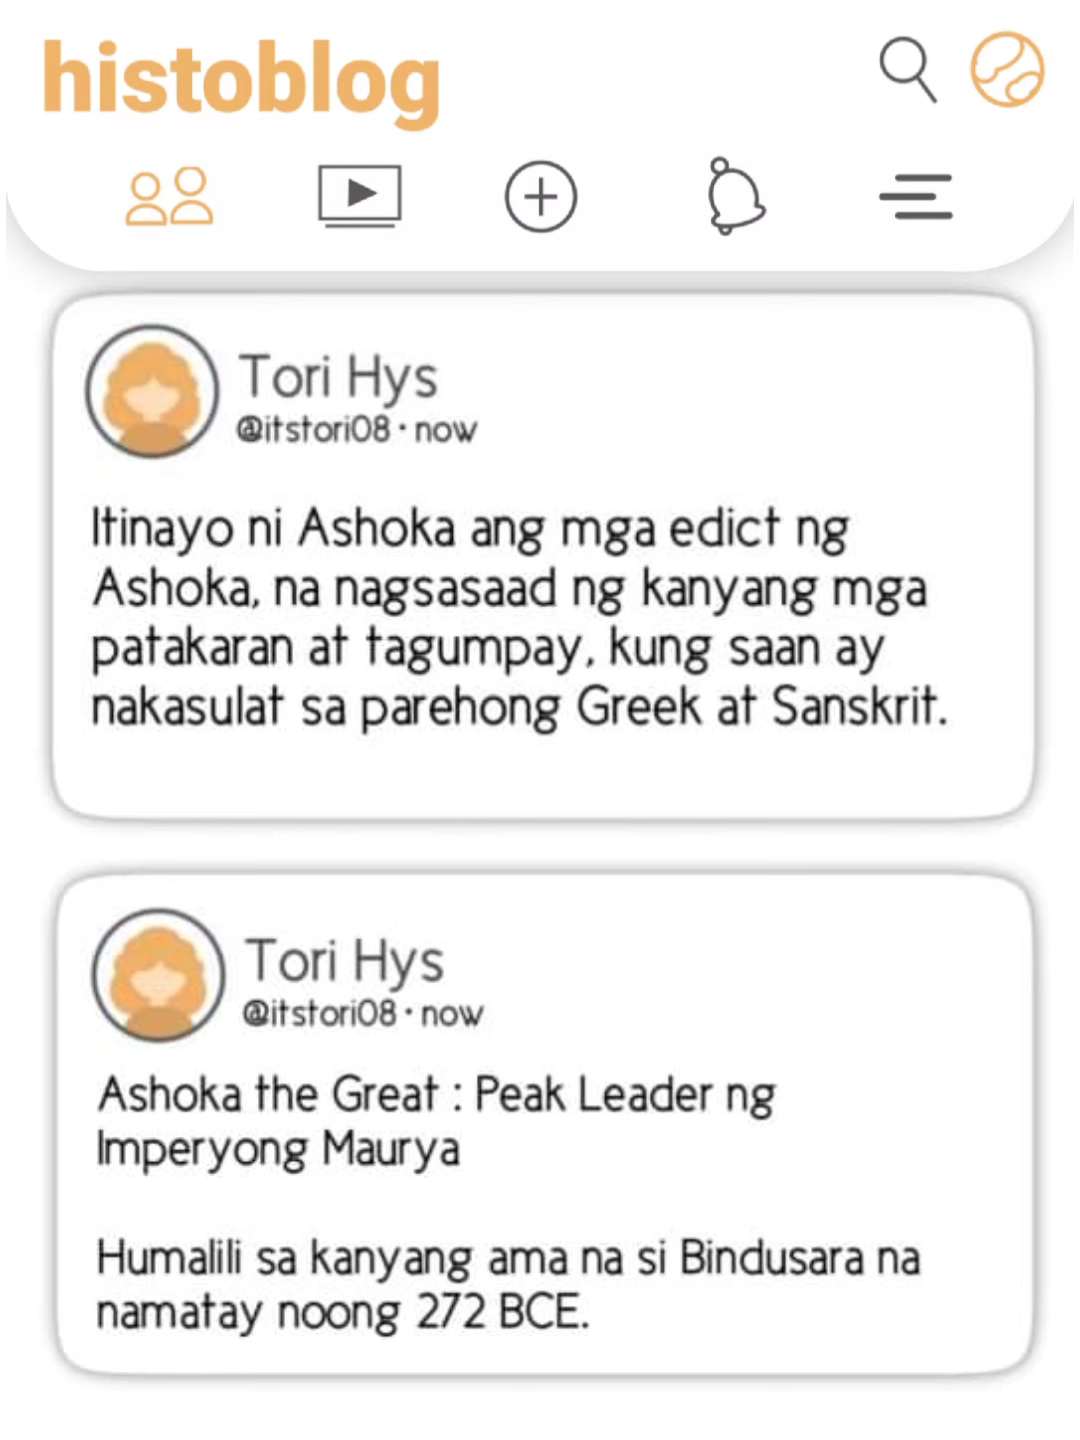 histoblog
Tori Hys
@itstori08 · now
Itinayo ni Ashoka ang mga edict ng
Ashoka, na nagsasaad ng kanyang mga
patakaran at tagumpay, kung saan ay
nakasulat sa parehong Greek at Sanskrit.
Tori Hys
@itstori08 · now
Ashoka the Great : Peak Leader ng
Imperyong Maurya
Humalili sa kanyang ama na si Bindusara na
namatay noong 272 BCE.